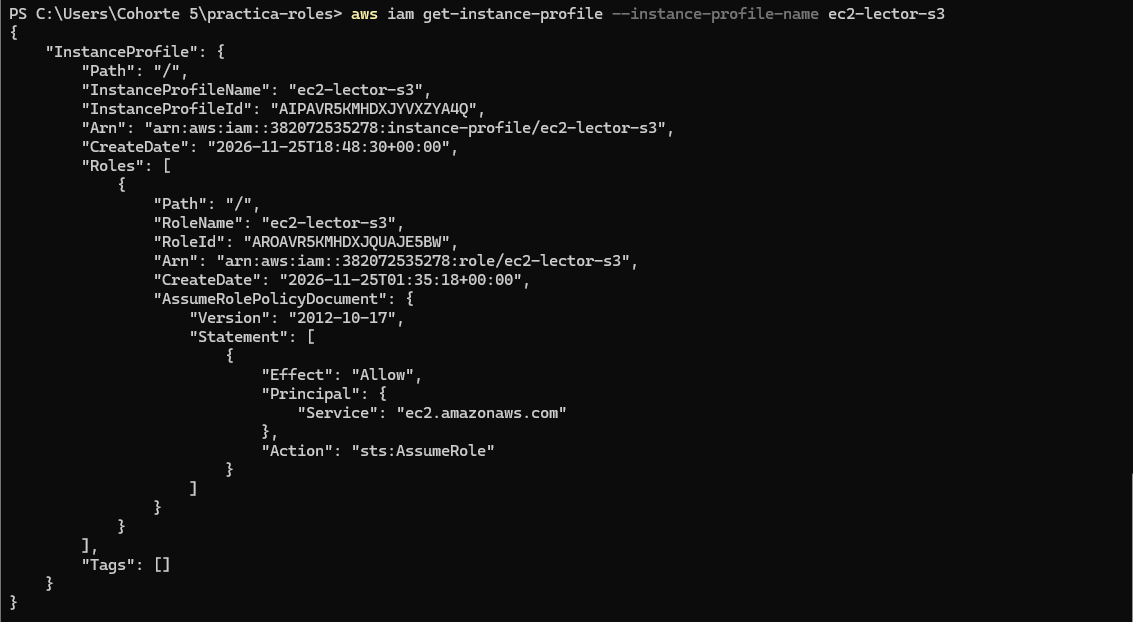 PS C:\Users\Cohorte 5\practica-roles> aws iam get-instance-profile --instance-profile-name ec2-lector-s3
{
    "InstanceProfile": {
        "Path": "/",
        "InstanceProfileName": "ec2-lector-s3",
        "InstanceProfileId": "AIPAVR5KMHDXJYVXZYA4Q",
        "Arn": "arn:aws:iam::382072535278:instance-profile/ec2-lector-s3",
        "CreateDate": "2026-11-25T18:48:30+00:00",
        "Roles": [
            {
                "Path": "/",
                "RoleName": "ec2-lector-s3",
                "RoleId": "AROAVR5KMHDXJQUAJE5BW",
                "Arn": "arn:aws:iam::382072535278:role/ec2-lector-s3",
                "CreateDate": "2026-11-25T01:35:18+00:00",
                "AssumeRolePolicyDocument": {
                    "Version": "2012-10-17",
                    "Statement": [
                        {
                            "Effect": "Allow",
                            "Principal": {
                                "Service": "ec2.amazonaws.com"
                            },
                            "Action": "sts:AssumeRole"
                        }
                    ]
                }
            }
        ],
        "Tags": []
    }
}